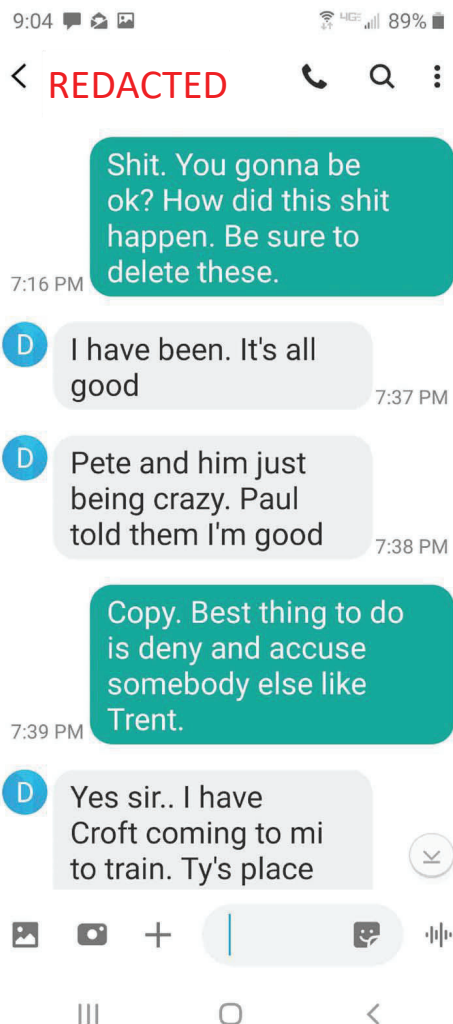 9:04 4GE 89%
REDACTED
Shit. You gonna be
ok? How did this shit
happen. Be sure to
delete these.
7:16 PM
D
I have been. It's all
good
7:37 PM
D
Pete and him just
being crazy. Paul
told them I'm good
7:38 PM
Copy. Best thing to do
is deny and accuse
somebody else like
Trent.
7:39 PM
D
Yes sir.. I have
Croft coming to mi
to train. Ty's place